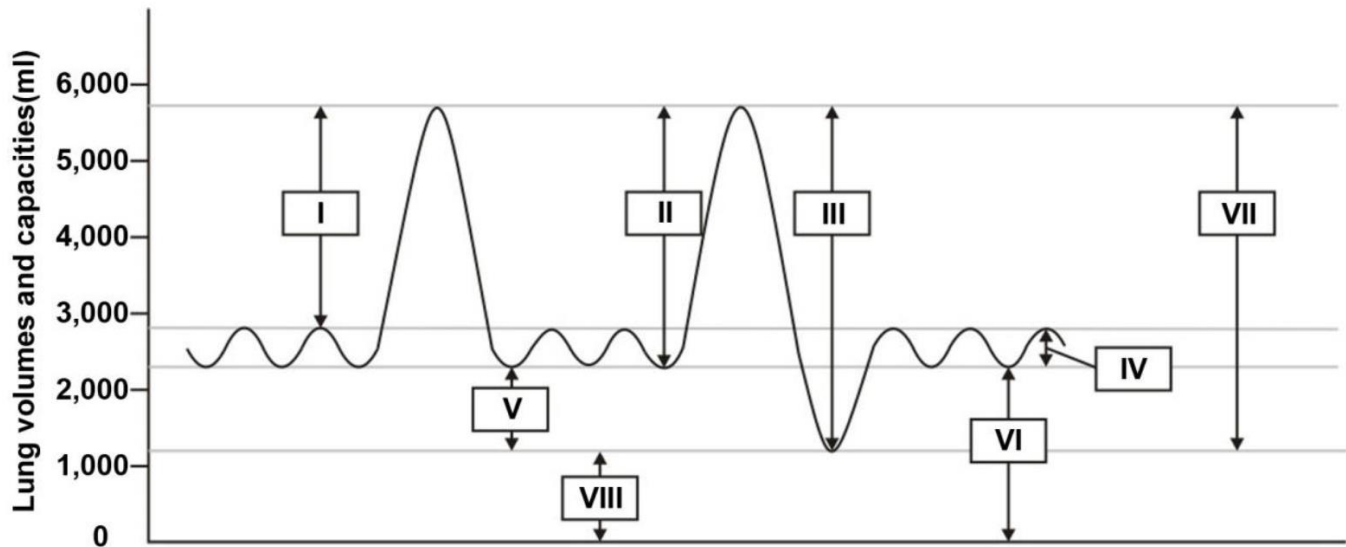 Lung volumes and capacities(ml)
6,000
5,000
4,000
3,000
2,000
1,000
0
I
II
III
VII
IV
V
VI
VIII